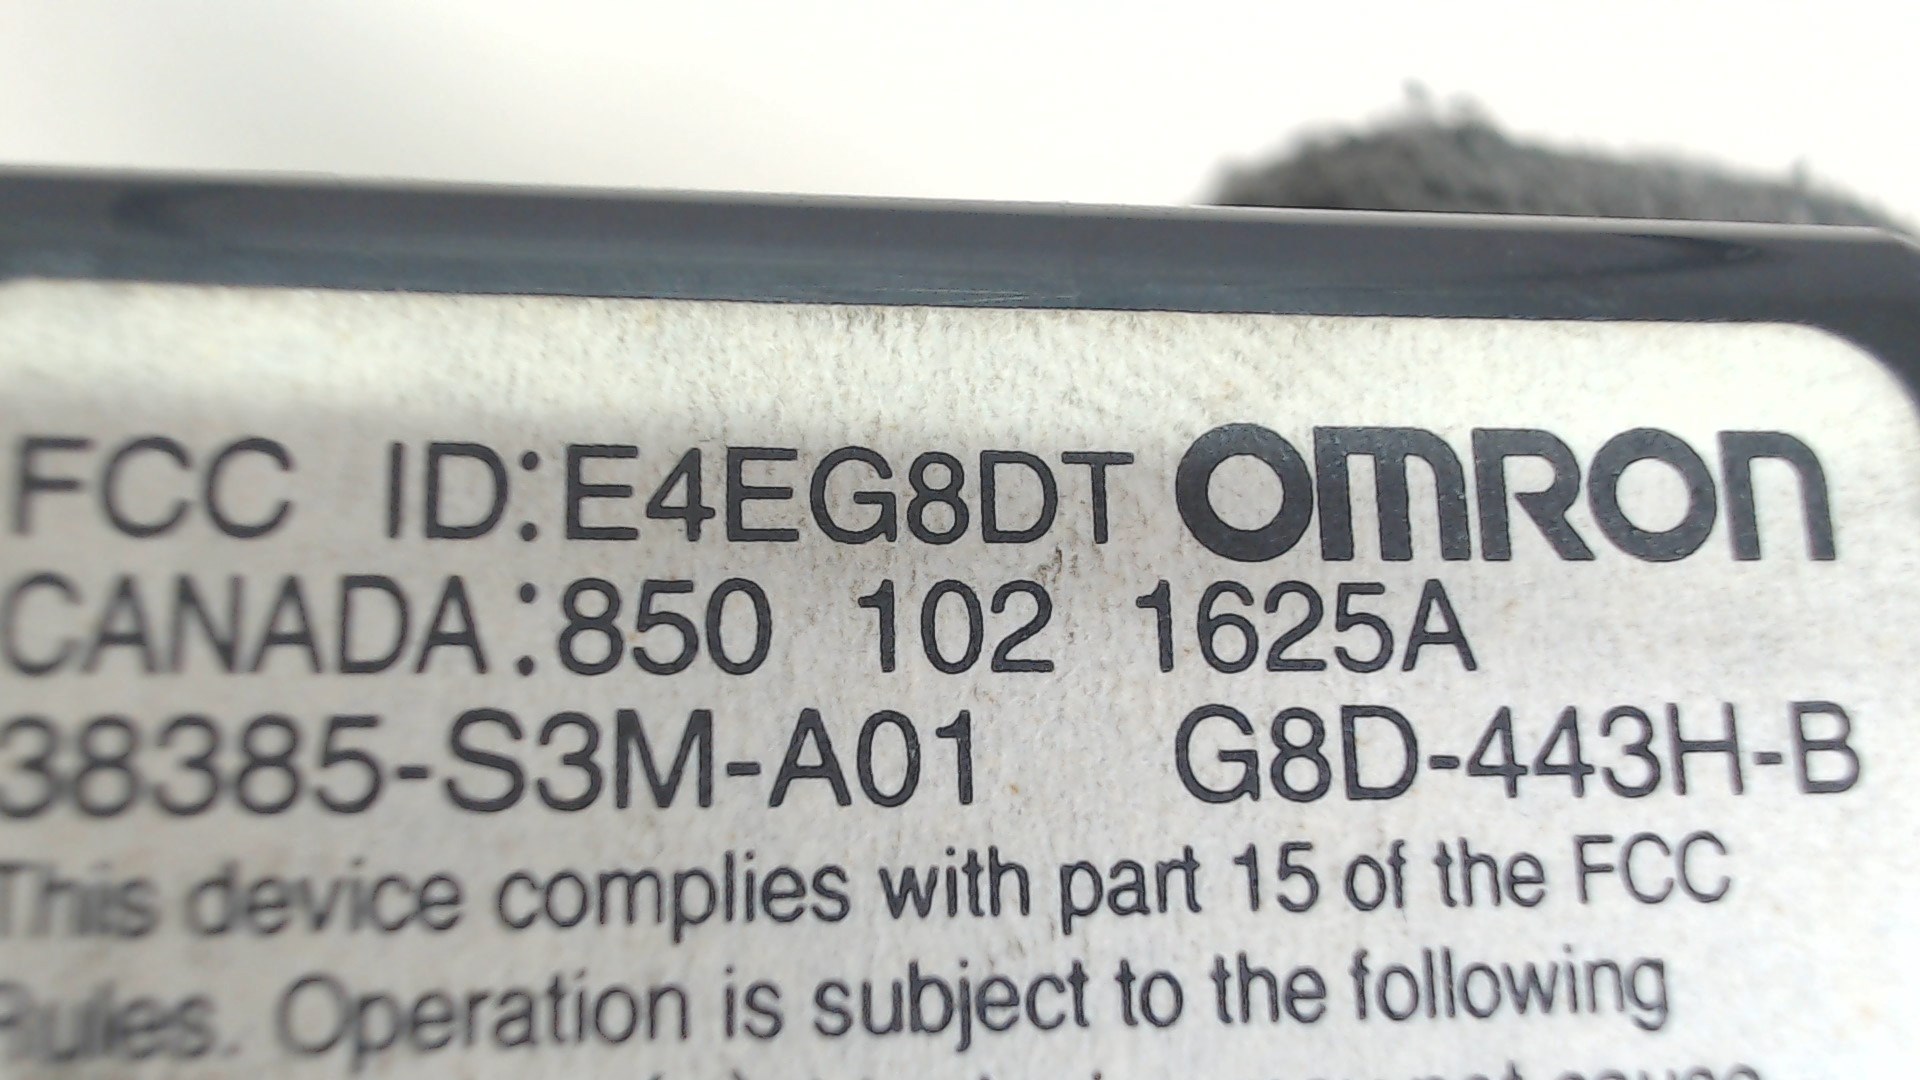 FCC ID:E4EG8DT OMRON
CANADA:850 102 1625A
38385-S3M-A01 G8D-443H-B
This device complies with part 15 of the FCC
Rules. Operation is subject to the following